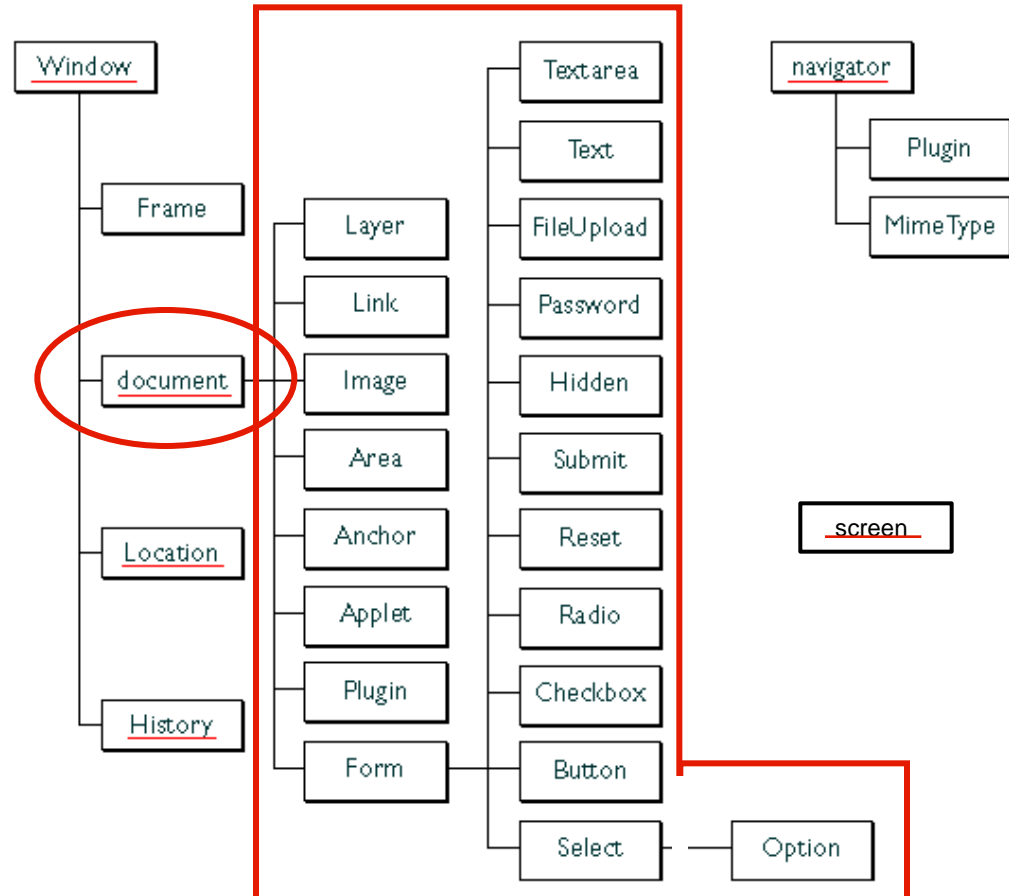 Window
Frame
document
Location
History
Layer
Link
Image
Area
Anchor
Applet
Plugin
Form
Textarea
Text
FileUpload
Password
Hidden
Submit
Reset
Radio
Checkbox
Button
Select
Option
navigator
Plugin
MimeType
screen